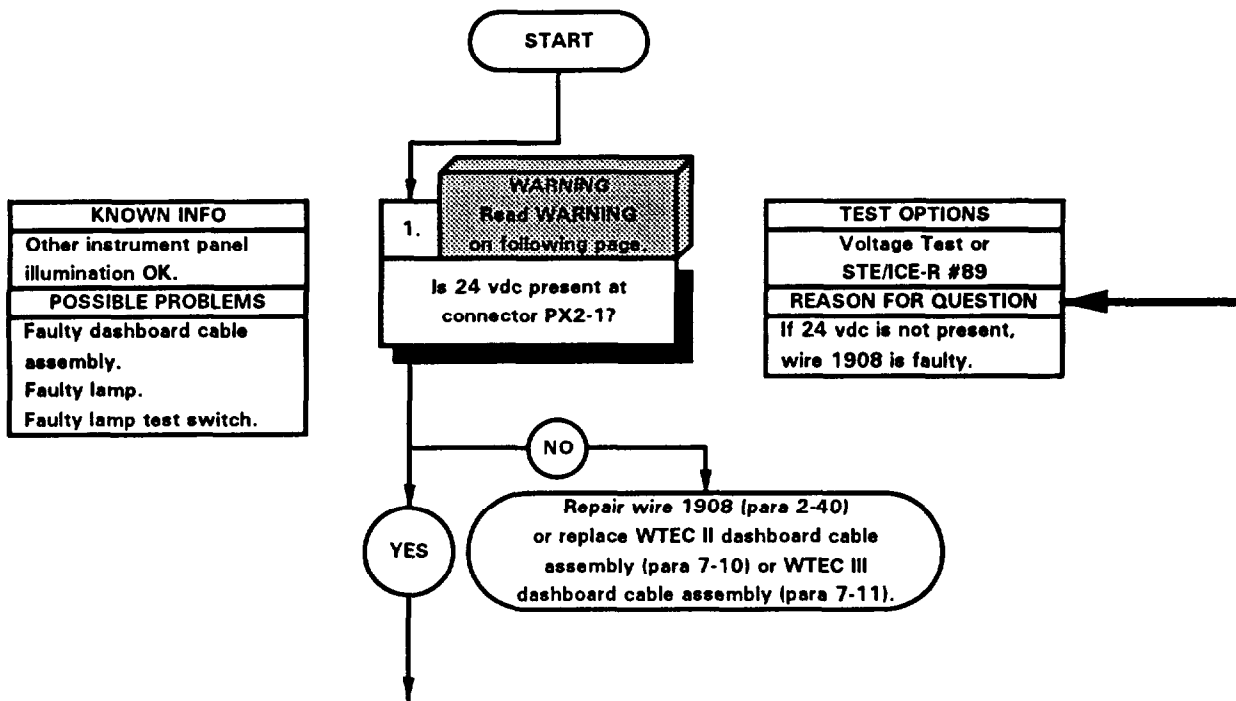 START
KNOWN INFO
Other instrument panel
illumination OK.
POSSIBLE PROBLEMS
Faulty dashboard cable
assembly.
Faulty lamp.
Faulty lamp test switch.
1.
WARNING
Read WARNING
on following page.
Is 24 vdc present at
connector PX2-1?
TEST OPTIONS
Voltage Test or
STE/ICE-R #89
REASON FOR QUESTION
If 24 vdc is not present,
wire 1908 is faulty.
NO
YES
Repair wire 1908 (para 2-40)
or replace WTEC II dashboard cable
assembly (para 7-10) or WTEC III
dashboard cable assembly (para 7-11).